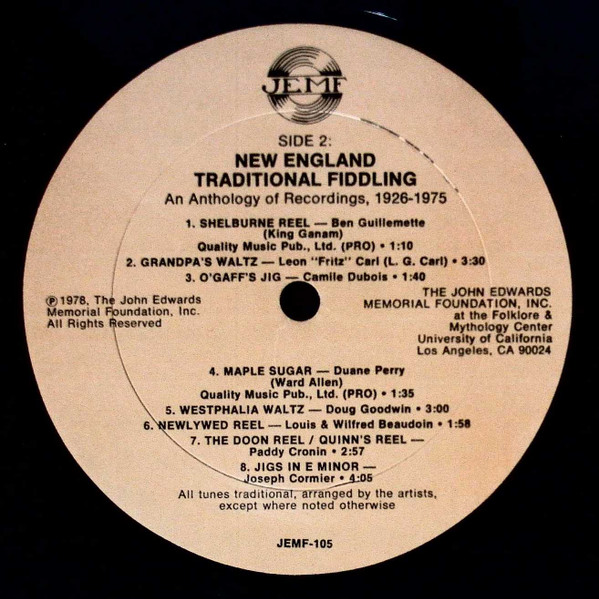 JEMF
SIDE 2:
NEW ENGLAND
TRADITIONAL FIDDLING
An Anthology of Recordings, 1926-1975
1. SHELBURNE REEL — Ben Guillemette
(King Ganam)
Quality Music Pub., Ltd. (PRO) • 1:10
2. GRANDPA'S WALTZ — Leon "Fritz" Carl (L. G. Carl) • 3:30
3. O'GAFF'S JIG — Camile Dubois • 1:40
℗ 1978, The John Edwards
Memorial Foundation, Inc.
All Rights Reserved
THE JOHN EDWARDS
MEMORIAL FOUNDATION, INC.
at the Folklore &
Mythology Center
University of California
Los Angeles, CA 90024
4. MAPLE SUGAR — Duane Perry
(Ward Allen)
Quality Music Pub., Ltd. (PRO) • 1:35
5. WESTPHALIA WALTZ — Doug Goodwin • 3:00
6. NEWLYWED REEL — Louis & Wilfred Beaudoin • 1:58
7. THE DOON REEL / QUINN'S REEL —
Paddy Cronin • 2:57
8. JIGS IN E MINOR —
Joseph Cormier • 4:05
All tunes traditional, arranged by the artists,
except where noted otherwise
JEMF-105